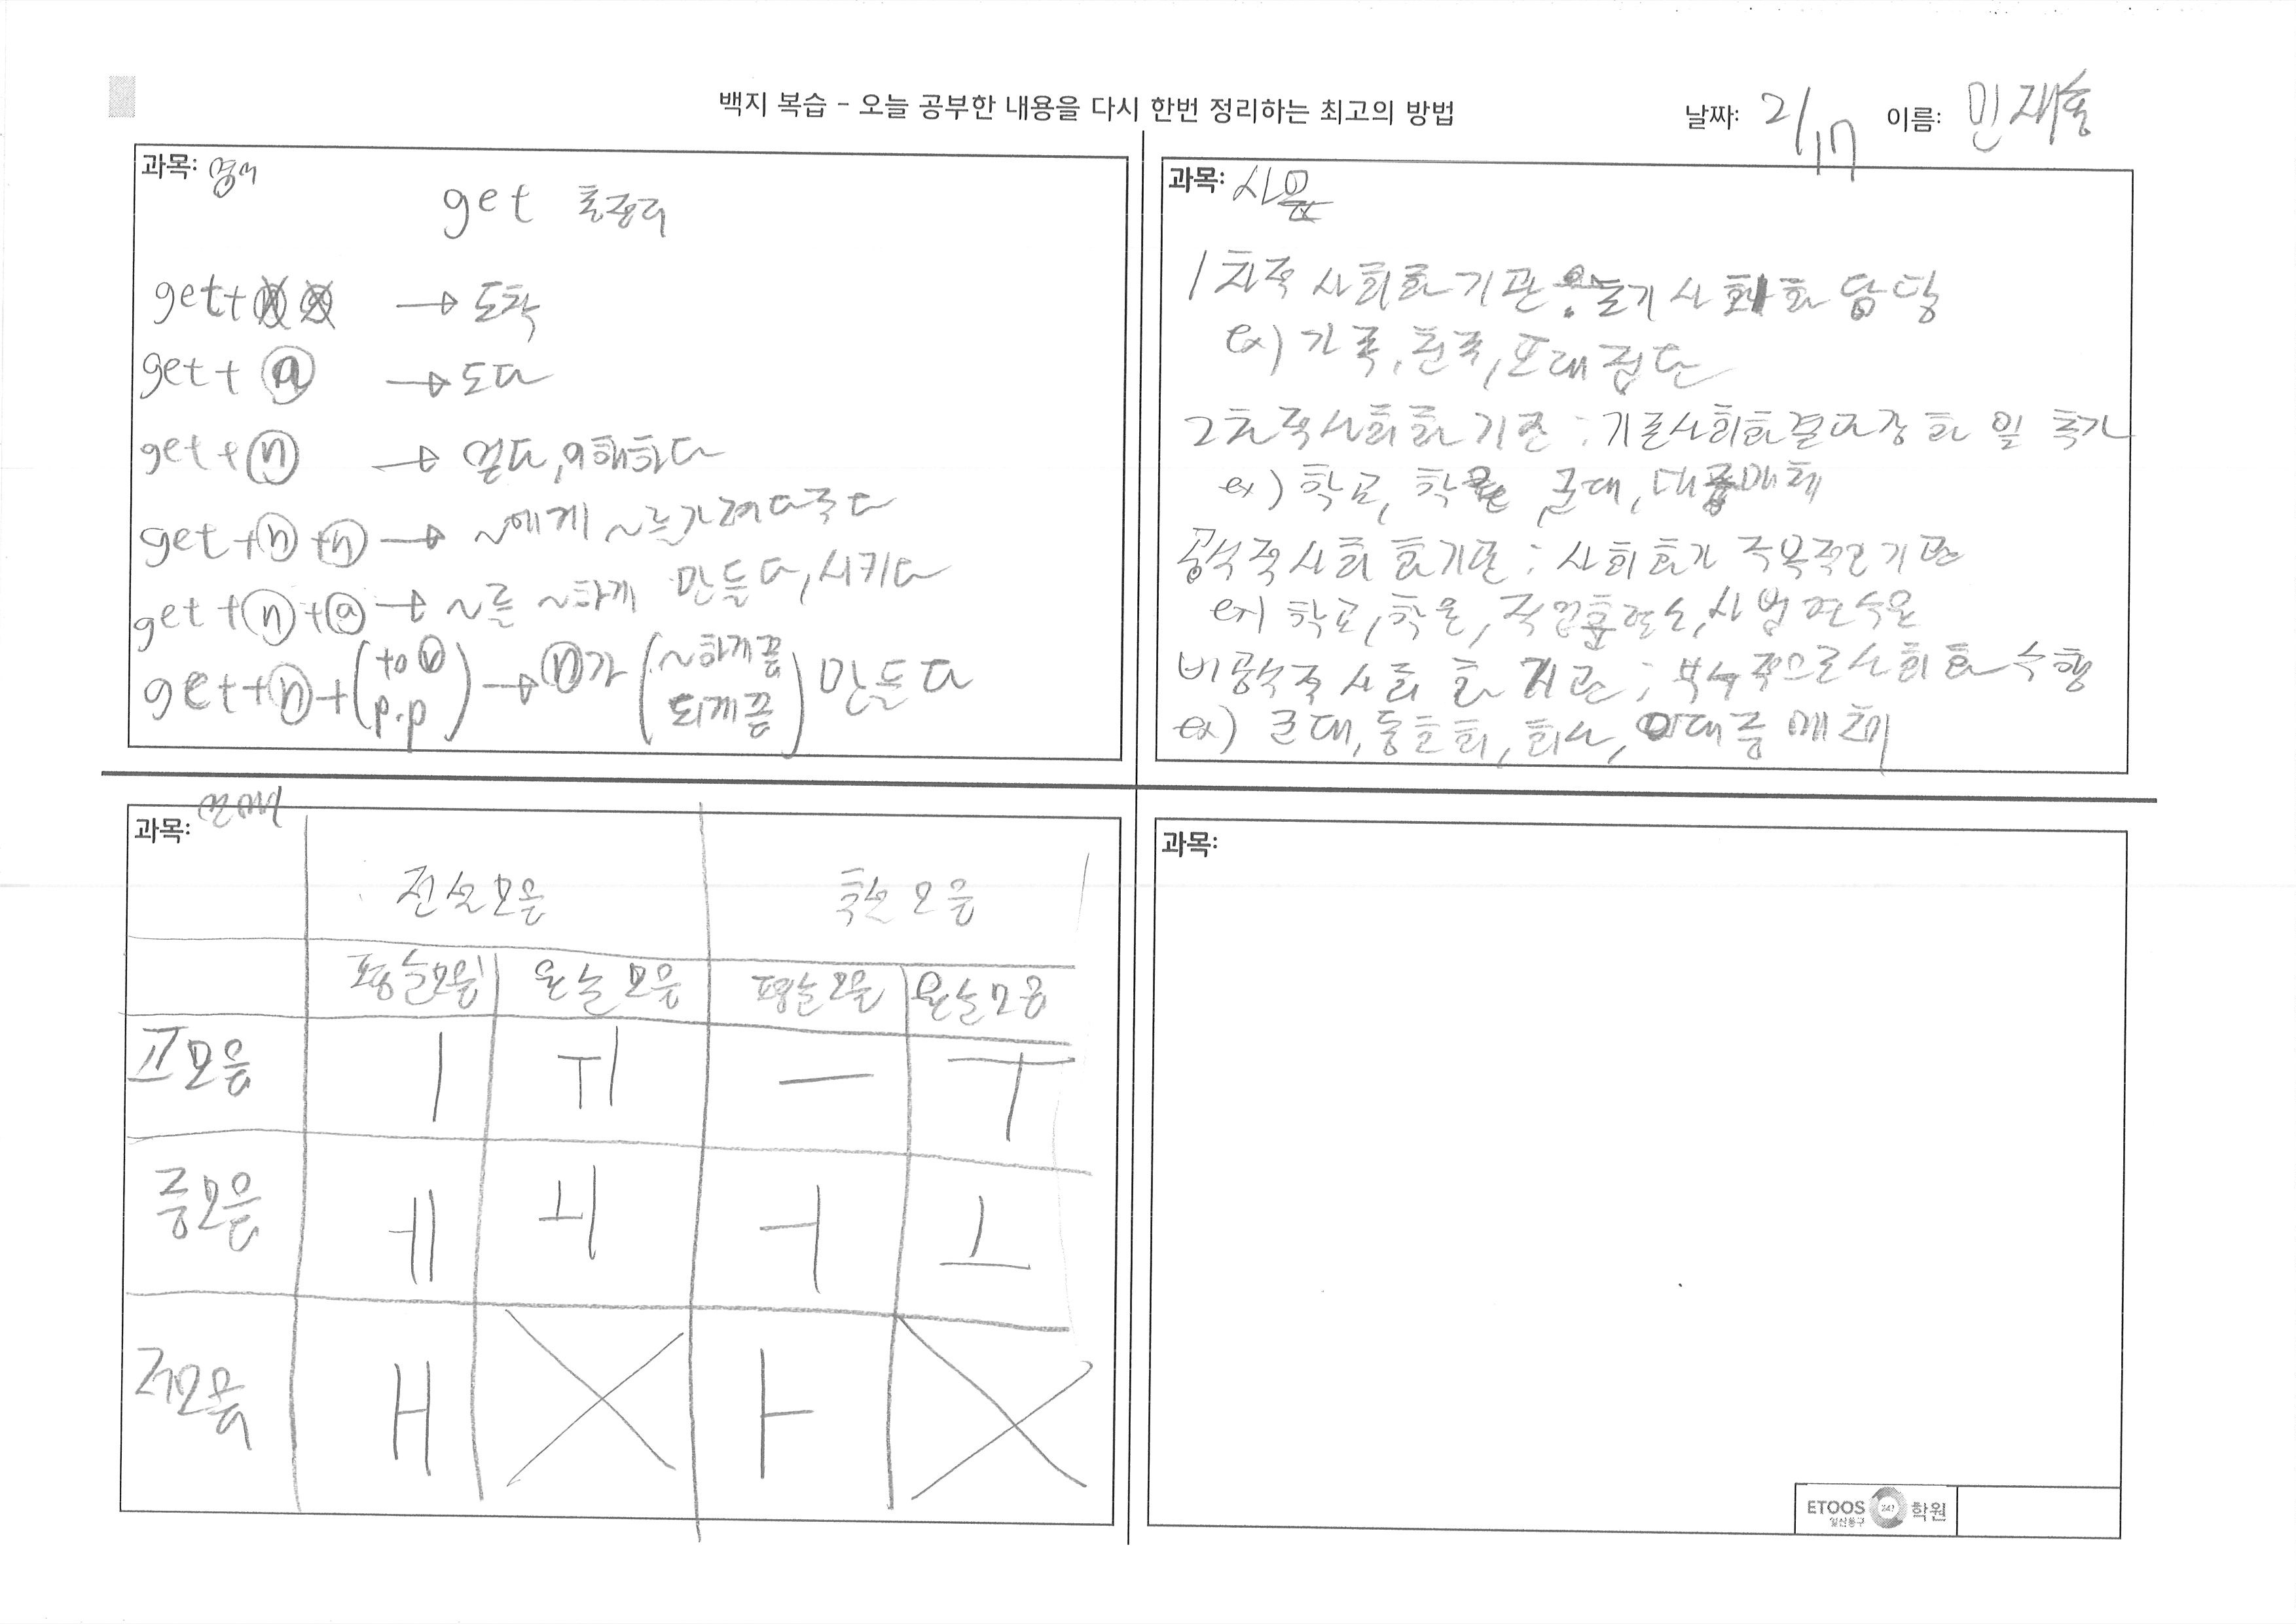 백지 복습 - 오늘 공부한 내용을 다시 한번 정리하는 최고의 방법
날짜: 2/17 이름: 민재홍
과목: 영어
get 총정리
get+ → 도착
get+ⓐ → 되다
get+ⓝ → 얻다, 이해하다
get+ⓝ+ⓝ → ~에게 ~를 가져다주다
get+ⓝ+ⓐ → ~를 ~하게 만들다, 시키다
get+ⓝ+(to ⓥ / p.p) → ⓝ가 (~하게끔 / 되게끔) 만든다
과목: 사문
1차적 사회화 기관 : 초기 사회화 담당
ex) 가족, 친족, 또래 집단
2차적 사회화 기관 : 기존사회화 결과 강화 및 추가
ex) 학교, 학원, 군대, 대중매체
공식적 사회화기관 : 사회화가 주목적인 기관
ex) 학교, 학원, 직업훈련소, 사법연수원
비공식적 사회화 기관 : 부수적으로 사회화 수행
ex) 군대, 동호회, 회사, 대중매체
과목: 언매
전설모음 후설모음
평순모음 원순모음 평순모음 원순모음
고모음 ㅣ ㅟ ㅡ ㅜ
중모음 ㅔ ㅚ ㅓ ㅗ
저모음 ㅐ ㅏ
과목:
ETOOS 247 학원
일산동구